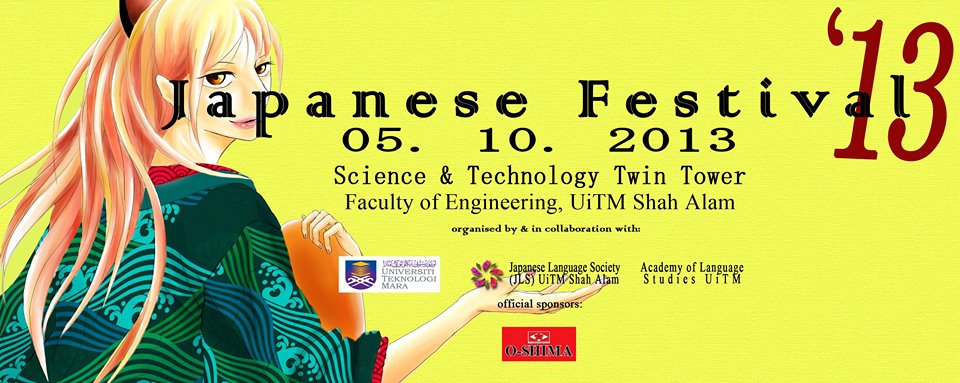 Japanese Festival '13
05. 10. 2013
Science & Technology Twin Tower
Faculty of Engineering, UiTM Shah Alam
organised by & in collaboration with:
UNIVERSITI
TEKNOLOGI
MARA
Japanese Language Society
(JLS) UiTM Shah Alam
Academy of Language
Studies UiTM
official sponsors:
O-SHIMA